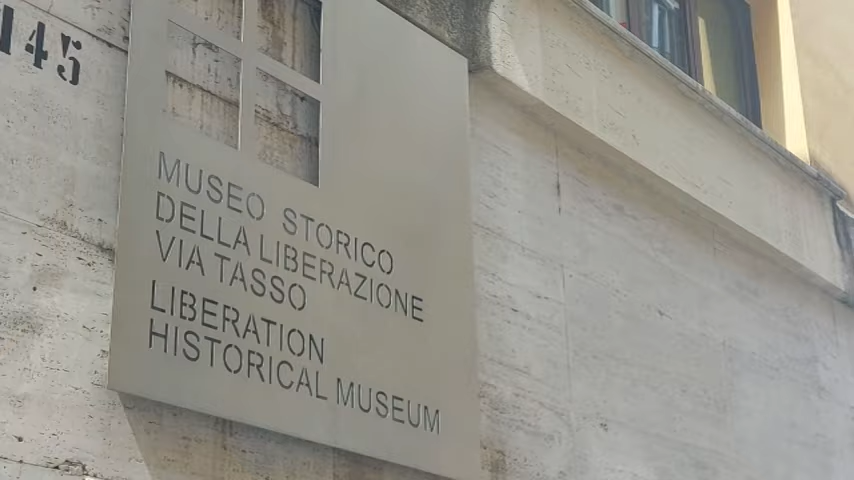 145
MUSEO STORICO
DELLA LIBERAZIONE
VIA TASSO
LIBERATION
HISTORICAL MUSEUM